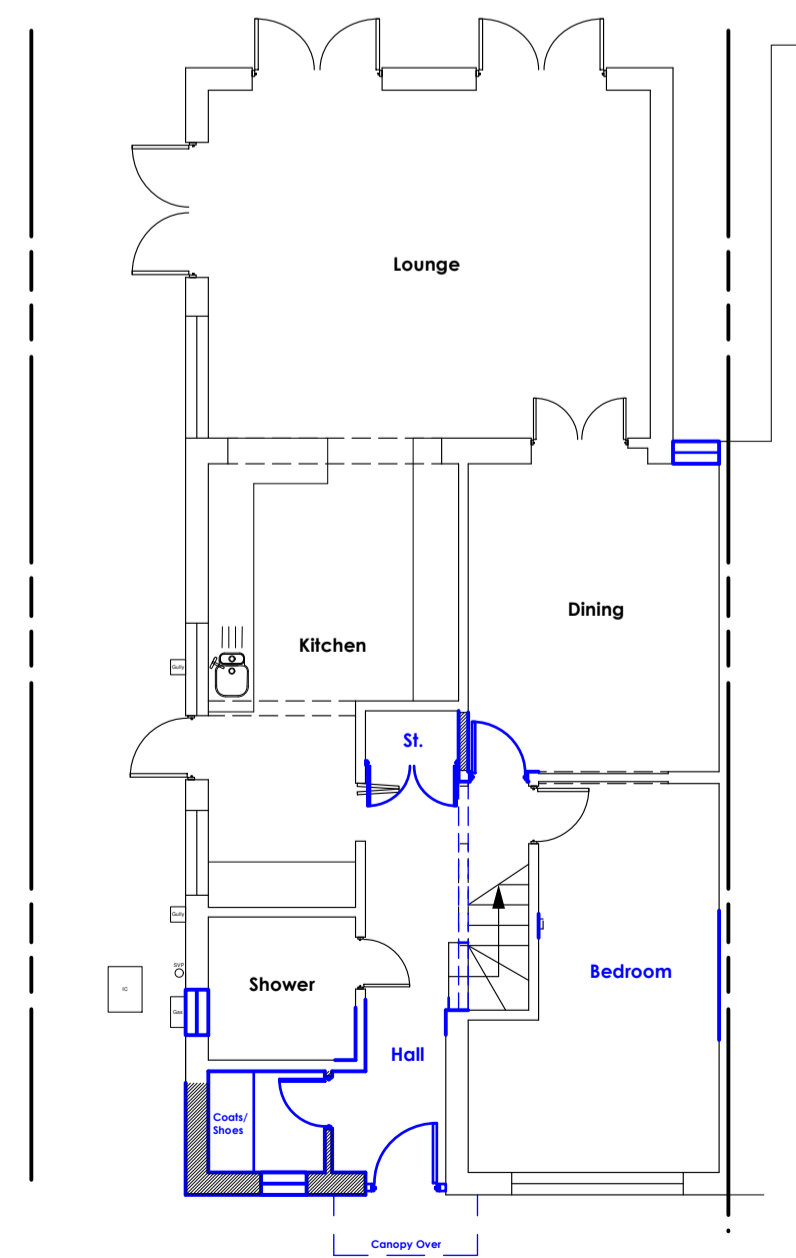 Lounge
Dining
Kitchen
Gully
St.
Gully
SVP
IC
Shower
Bedroom
Gas
Hall
Coats/
Shoes
Canopy Over